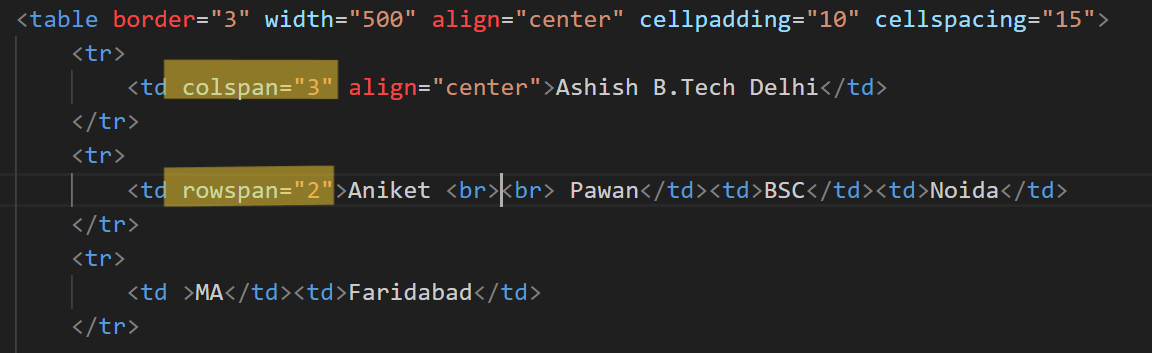 <table border="3" width="500" align="center" cellpadding="10" cellspacing="15">
<tr>
<td colspan="3" align="center">Ashish B.Tech Delhi</td>
</tr>
<tr>
<td rowspan="2">Aniket <br><br> Pawan</td><td>BSC</td><td>Noida</td>
</tr>
<tr>
<td >MA</td><td>Faridabad</td>
</tr>